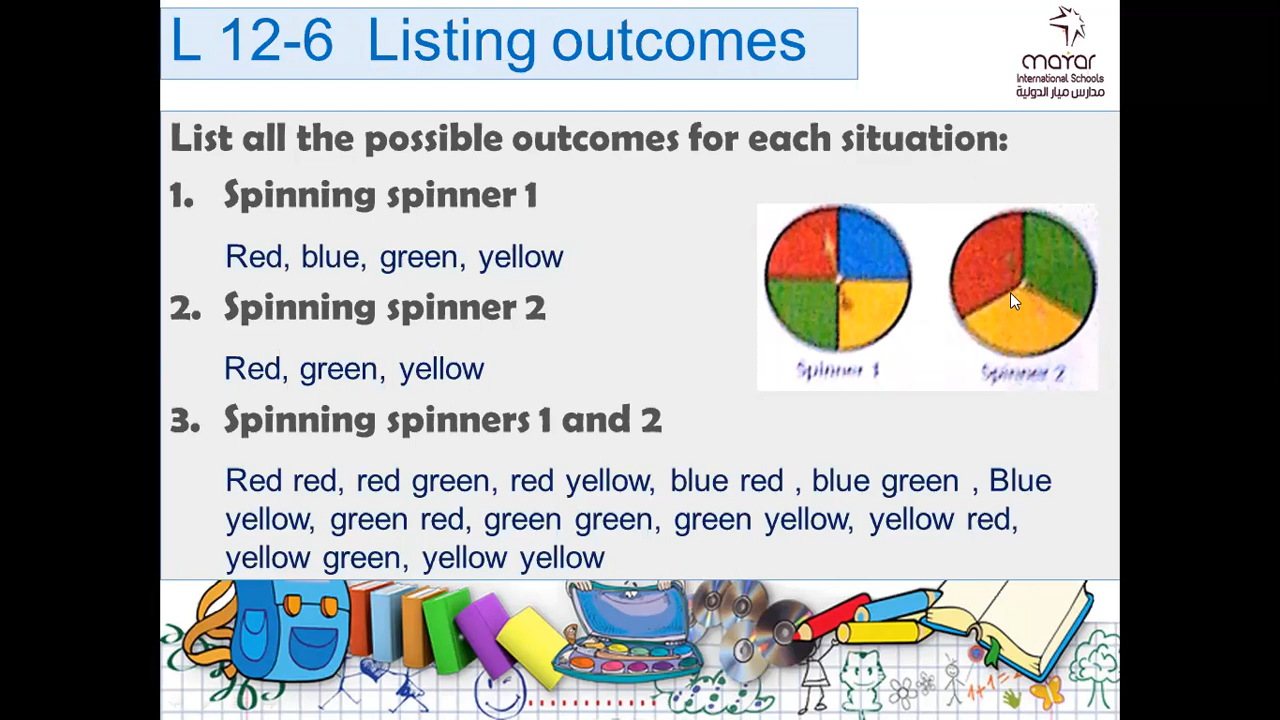 L 12-6 Listing outcomes
mayar
International Schools
مدارس ميار الدولية
List all the possible outcomes for each situation:
1. Spinning spinner 1
Red, blue, green, yellow
2. Spinning spinner 2
Red, green, yellow
Spinner 1
Spinner 2
3. Spinning spinners 1 and 2
Red red, red green, red yellow, blue red , blue green , Blue
yellow, green red, green green, green yellow, yellow red,
yellow green, yellow yellow